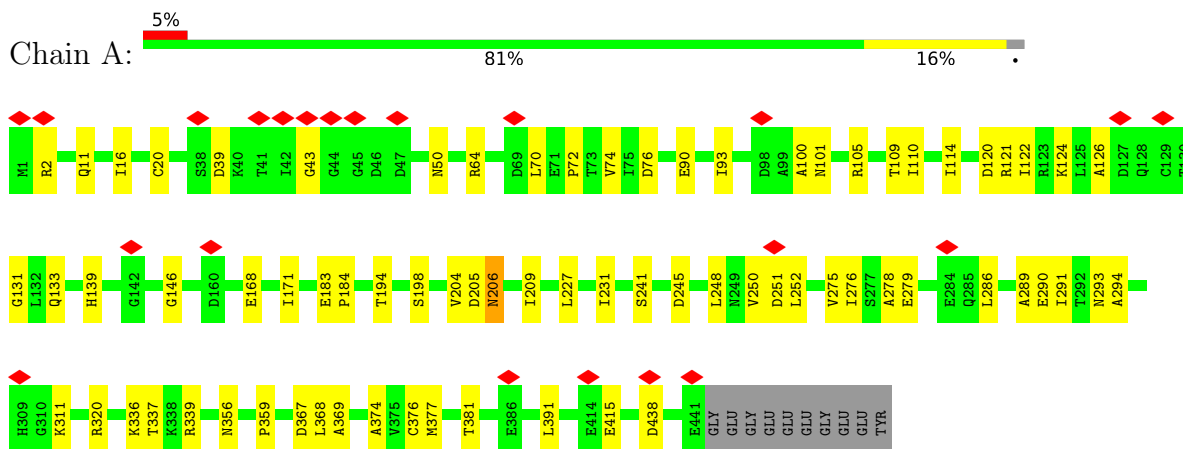 5%
Chain A:
81% 16% •
M1 R2 Q11 I16 C20 S38 D39 K40 T41 I42 G43 G44 G45 D46 D47 N50 R64 D69 L70 E71 P72 T73 V74 I75 D76 E90 I93 D98 A99 A100 N101 R105 T109 I110 I114 D120 R121 I122 R123 K124 L125 A126 D127 Q128 C129 T130
G131 L132 Q133 H139 G142 G146 D160 E168 I171 E183 P184 T194 S198 V204 D205 N206 I209 L227 I231 S241 D245 L248 N249 V250 D251 L252 V275 I276 S277 A278 E279 E284 Q285 L286 A289 E290 I291 T292 N293 A294
H309 G310 K311 R320 K336 T337 K338 R339 N356 P359 D367 L368 A369 A374 V375 C376 M377 T381 E386 L391 E414 E415 D438 E441 GLY GLU GLY GLU GLU GLU GLY GLU GLU TYR